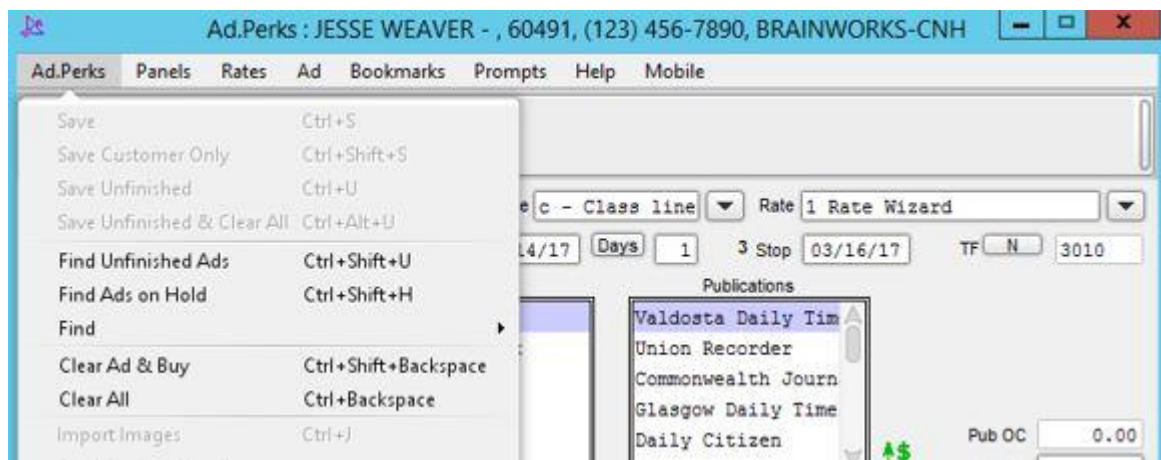 Ad.Perks : JESSE WEAVER - , 60491, (123) 456-7890, BRAINWORKS-CNH
Ad.Perks Panels Rates Ad Bookmarks Prompts Help Mobile
Save Ctrl+S
Save Customer Only Ctrl+Shift+S
Save Unfinished Ctrl+U
Save Unfinished & Clear All Ctrl+Alt+U
Find Unfinished Ads Ctrl+Shift+U
Find Ads on Hold Ctrl+Shift+H
Find
Clear Ad & Buy Ctrl+Shift+Backspace
Clear All Ctrl+Backspace
Import Images Ctrl+J
e c - Class line Rate 1 Rate Wizard
14/17 Days 1 3 Stop 03/16/17 TF N 3010
Publications
Valdosta Daily Tim
Union Recorder
Commonwealth Journ
Glasgow Daily Time
Daily Citizen
Pub OC 0.00